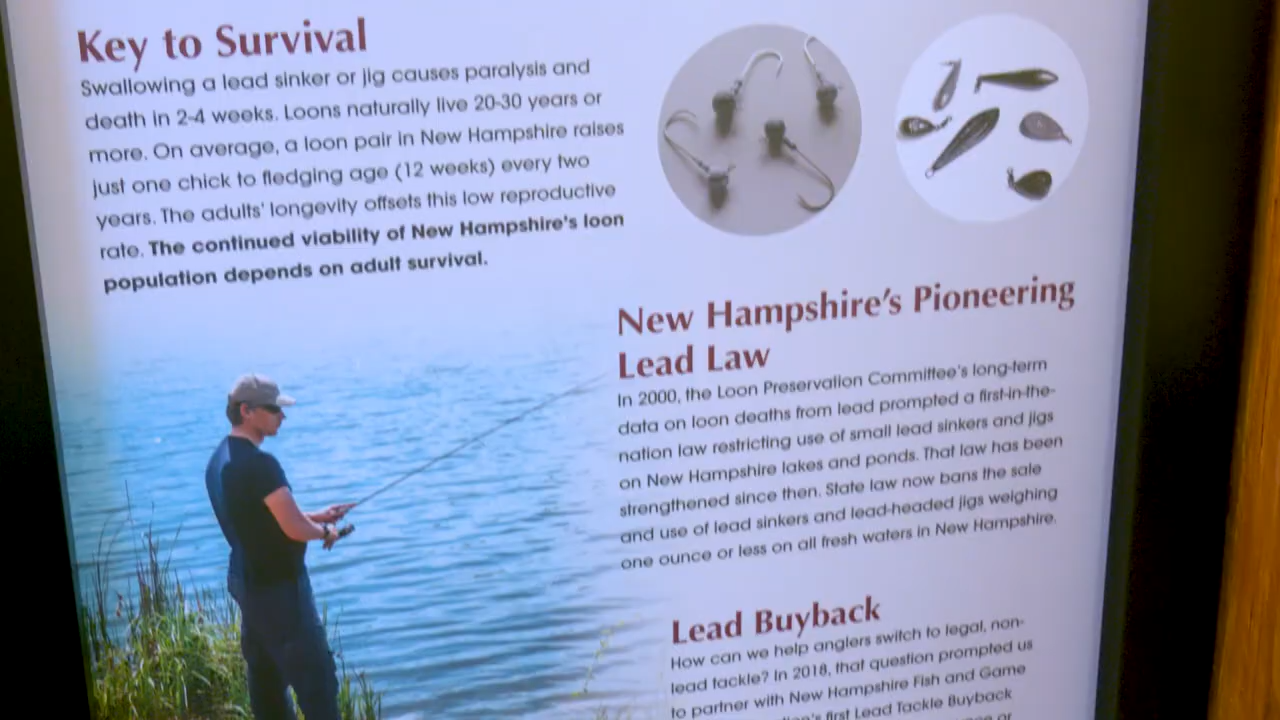 Key to Survival
Swallowing a lead sinker or jig causes paralysis and
death in 2-4 weeks. Loons naturally live 20-30 years or
more. On average, a loon pair in New Hampshire raises
just one chick to fledging age (12 weeks) every two
years. The adults' longevity offsets this low reproductive
rate. The continued viability of New Hampshire's loon
population depends on adult survival.
New Hampshire's Pioneering
Lead Law
In 2000, the Loon Preservation Committee's long-term
data on loon deaths from lead prompted a first-in-the-
nation law restricting use of small lead sinkers and jigs
on New Hampshire lakes and ponds. That law has been
strengthened since then. State law now bans the sale
and use of lead sinkers and lead-headed jigs weighing
one ounce or less on all fresh waters in New Hampshire.
Lead Buyback
How can we help anglers switch to legal, non-
lead tackle? In 2018, that question prompted us
to partner with New Hampshire Fish and Game
first Lead Tackle Buyback
or